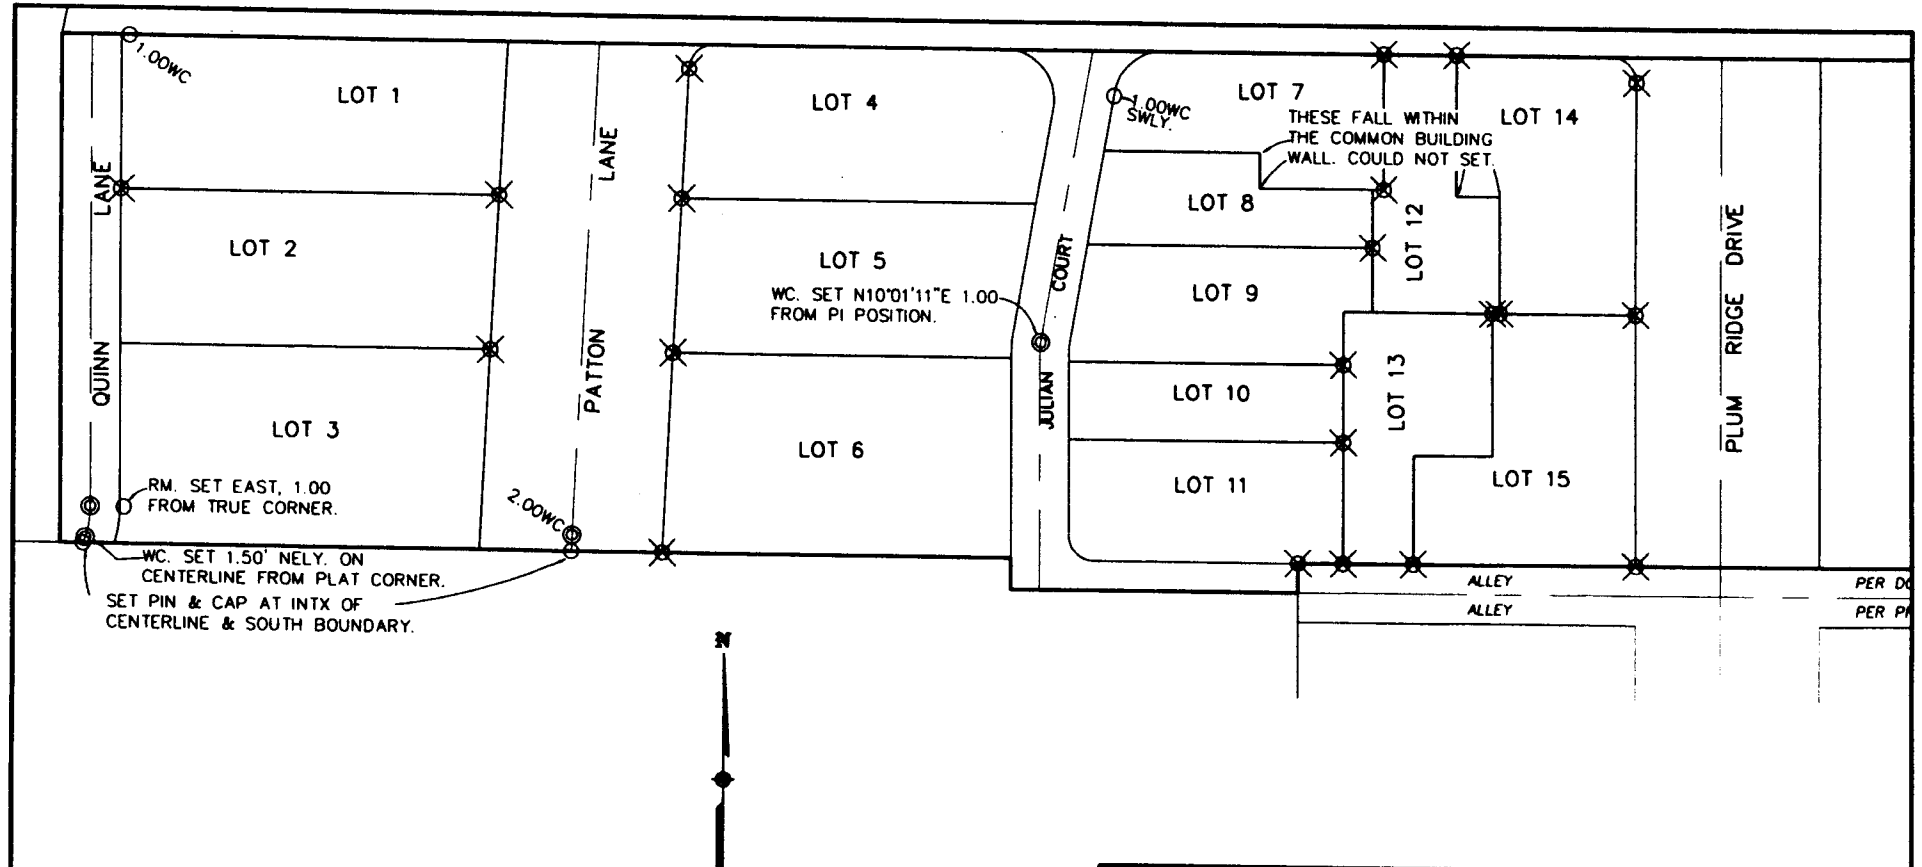 1.00WC
LOT 1
LOT 4
LOT 7
1.00WC
SWLY.
THESE FALL WITHIN
THE COMMON BUILDING
WALL. COULD NOT SET.
LOT 14
QUINN LANE
PATTON LANE
LOT 2
LOT 5
WC. SET N10°01'11"E 1.00
FROM PI POSITION.
JULIAN COURT
LOT 8
LOT 9
LOT 12
PLUM RIDGE DRIVE
LOT 3
LOT 6
LOT 10
LOT 13
LOT 11
LOT 15
RM. SET EAST, 1.00
FROM TRUE CORNER.
2.00WC
WC. SET 1.50' NELY. ON
CENTERLINE FROM PLAT CORNER.
SET PIN & CAP AT INTX OF
CENTERLINE & SOUTH BOUNDARY.
ALLEY
PER
ALLEY
PER
N